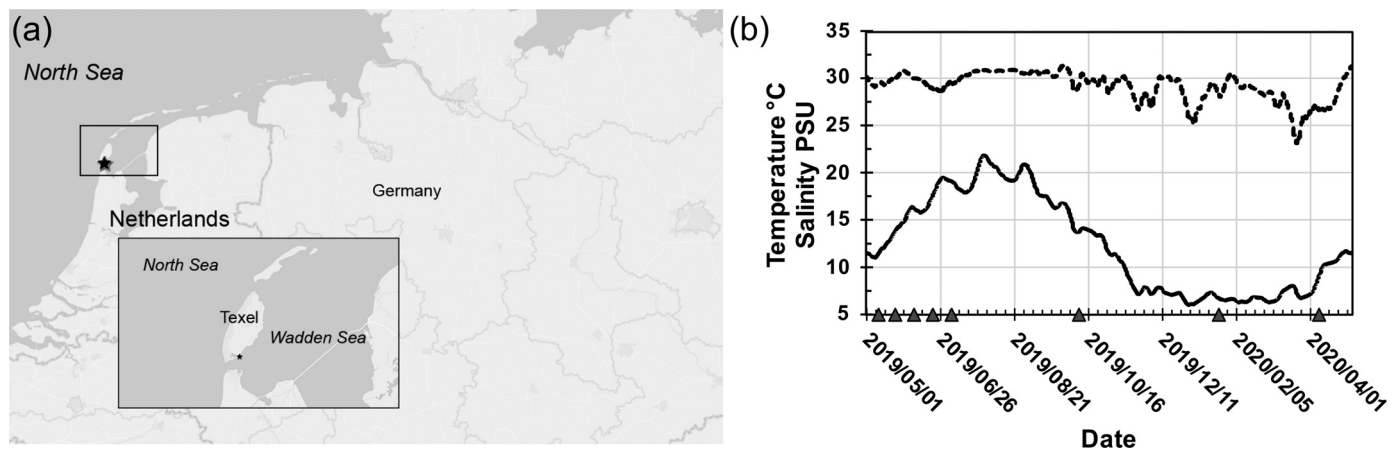 (a)
North Sea
Germany
Netherlands
North Sea
Texel
Wadden Sea
(b)
Temperature °C
Salinity PSU
35
30
25
20
15
10
5
2019/05/01
2019/06/26
2019/08/21
2019/10/16
2019/12/11
2020/02/05
2020/04/01
Date